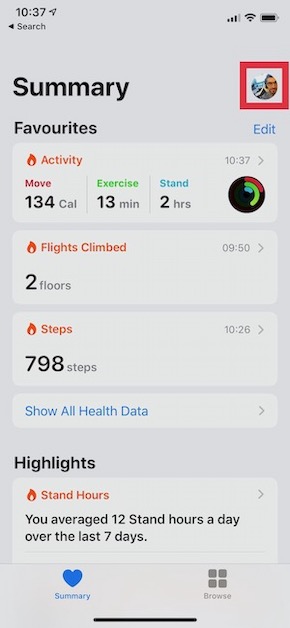 10:37
Search
Summary
Favourites Edit
Activity 10:37
Move Exercise Stand
134 Cal 13 min 2 hrs
Flights Climbed 09:50
2 floors
Steps 10:26
798 steps
Show All Health Data
Highlights
Stand Hours
You averaged 12 Stand hours a day
over the last 7 days.
Summary Browse